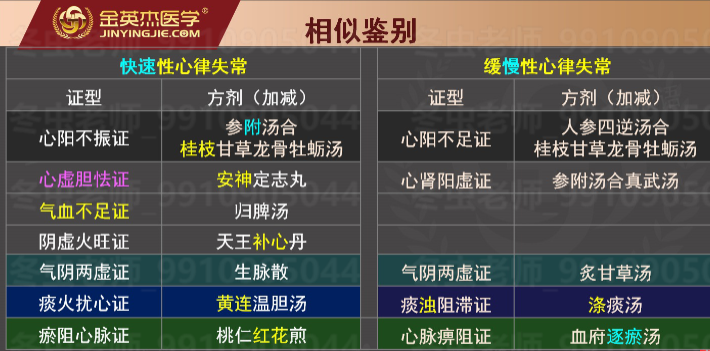 金英杰医学®
JINYINGJIE.COM
相似鉴别
快速性心律失常
证型 方剂（加减）
心阳不振证 参附汤合
桂枝甘草龙骨牡蛎汤
心虚胆怯证 安神定志丸
气血不足证 归脾汤
阴虚火旺证 天王补心丹
气阴两虚证 生脉散
痰火扰心证 黄连温胆汤
瘀阻心脉证 桃仁红花煎
缓慢性心律失常
证型 方剂（加减）
心阳不足证 人参四逆汤合
桂枝甘草龙骨牡蛎汤
心肾阳虚证 参附汤合真武汤
气阴两虚证 炙甘草汤
痰浊阻滞证 涤痰汤
心脉痹阻证 血府逐瘀汤